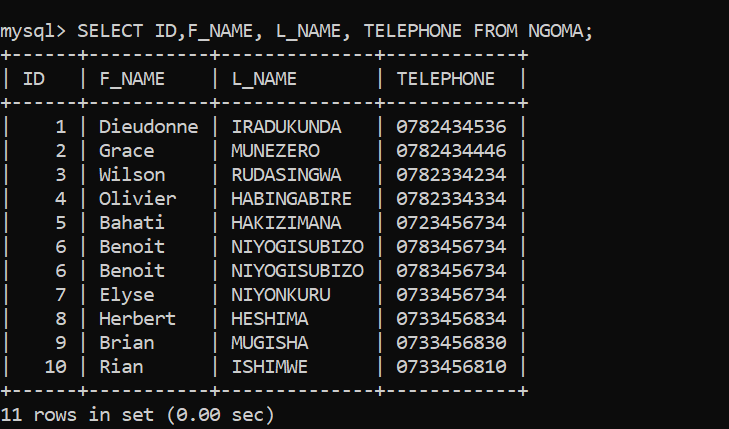 mysql> SELECT ID,F_NAME, L_NAME, TELEPHONE FROM NGOMA;
+------+-----------+--------------+------------+
| ID   | F_NAME    | L_NAME       | TELEPHONE  |
+------+-----------+--------------+------------+
|    1 | Dieudonne | IRADUKUNDA   | 0782434536 |
|    2 | Grace     | MUNEZERO     | 0782434446 |
|    3 | Wilson    | RUDASINGWA   | 0782334234 |
|    4 | Olivier   | HABINGABIRE  | 0782334334 |
|    5 | Bahati    | HAKIZIMANA   | 0723456734 |
|    6 | Benoit    | NIYOGISUBIZO | 0783456734 |
|    6 | Benoit    | NIYOGISUBIZO | 0783456734 |
|    7 | Elyse     | NIYONKURU    | 0733456734 |
|    8 | Herbert   | HESHIMA      | 0733456834 |
|    9 | Brian     | MUGISHA      | 0733456830 |
|   10 | Rian      | ISHIMWE      | 0733456810 |
+------+-----------+--------------+------------+
11 rows in set (0.00 sec)